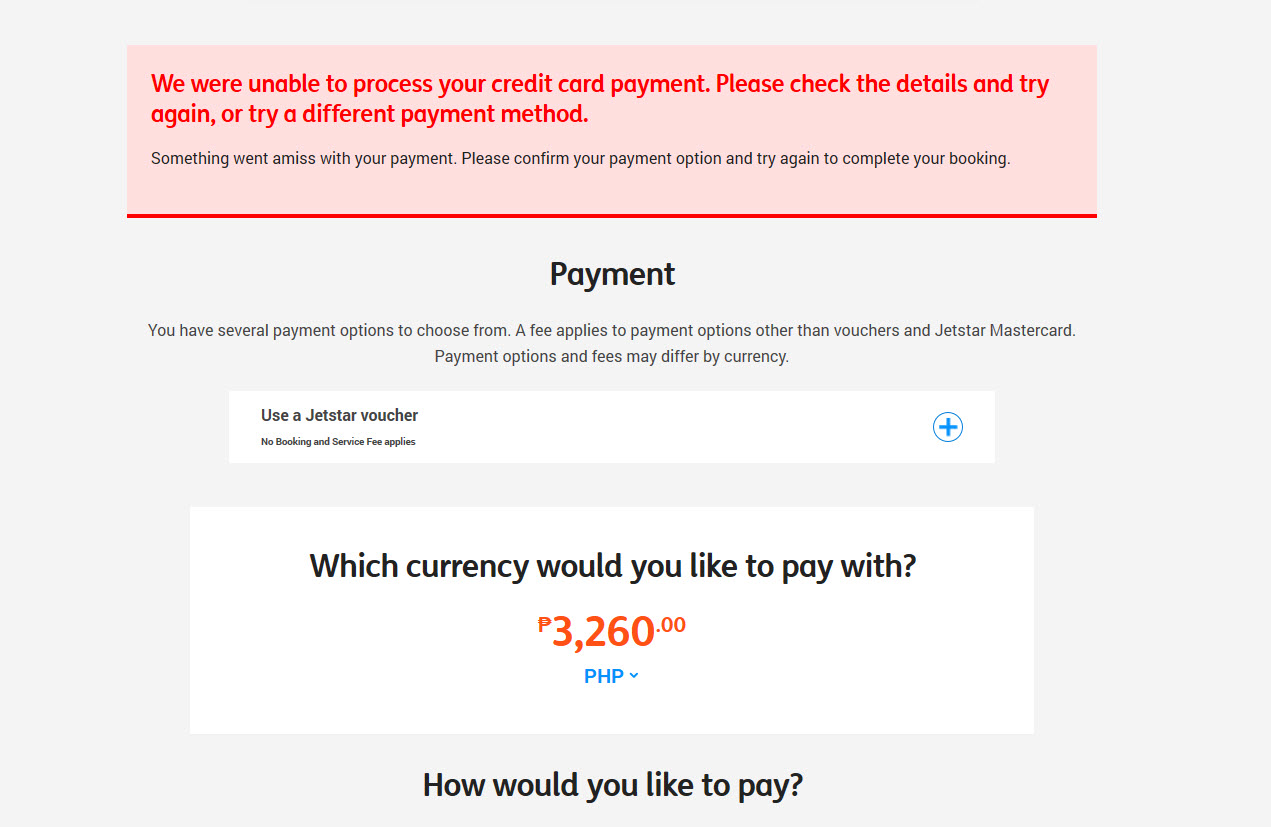 We were unable to process your credit card payment. Please check the details and try
again, or try a different payment method.
Something went amiss with your payment. Please confirm your payment option and try again to complete your booking.
Payment
You have several payment options to choose from. A fee applies to payment options other than vouchers and Jetstar Mastercard.
Payment options and fees may differ by currency.
Use a Jetstar voucher
No Booking and Service Fee applies
Which currency would you like to pay with?
₱3,260.00
PHP
How would you like to pay?